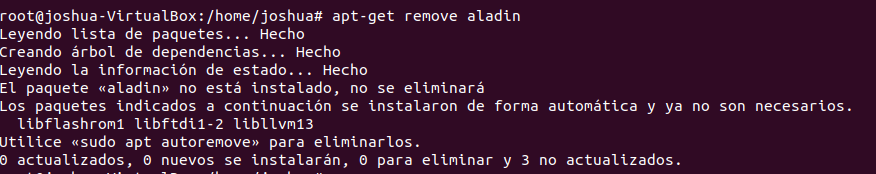 root@joshua-VirtualBox:/home/joshua# apt-get remove aladin
Leyendo lista de paquetes... Hecho
Creando árbol de dependencias... Hecho
Leyendo la información de estado... Hecho
El paquete «aladin» no está instalado, no se eliminará
Los paquetes indicados a continuación se instalaron de forma automática y ya no son necesarios.
  libflashrom1 libftdi1-2 libllvm13
Utilice «sudo apt autoremove» para eliminarlos.
0 actualizados, 0 nuevos se instalarán, 0 para eliminar y 3 no actualizados.